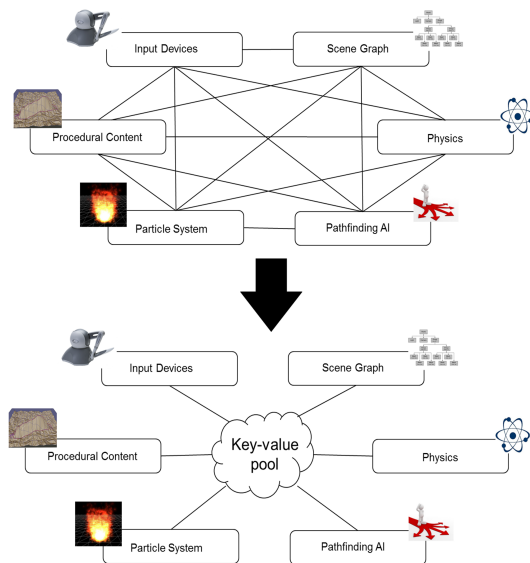 Input Devices
Scene Graph
Procedural Content
Physics
Particle System
Pathfinding AI
Input Devices
Scene Graph
Key-value
pool
Procedural Content
Physics
Particle System
Pathfinding AI